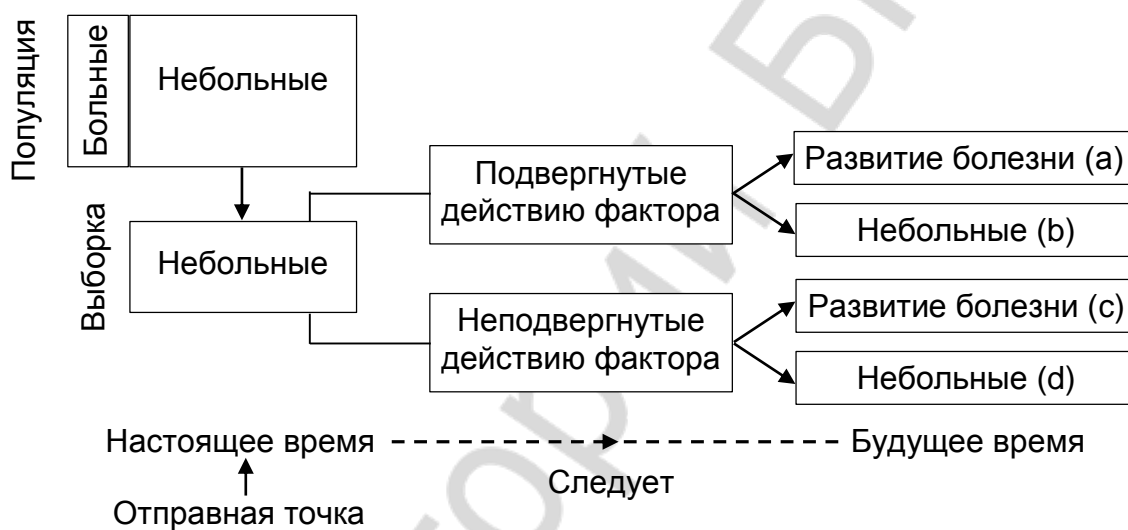 Популяция
Больные
Небольные
Выборка
Небольные
Подвергнутые
действию фактора
Развитие болезни (a)
Небольные (b)
Неподвергнутые
действию фактора
Развитие болезни (c)
Небольные (d)
Настоящее время
Будущее время
Следует
Отправная точка